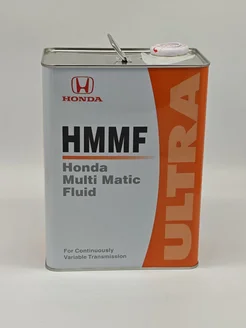 HONDA
HMMF
Honda
Multi Matic
Fluid
For Continuously
Variable Transmission
ULTRA